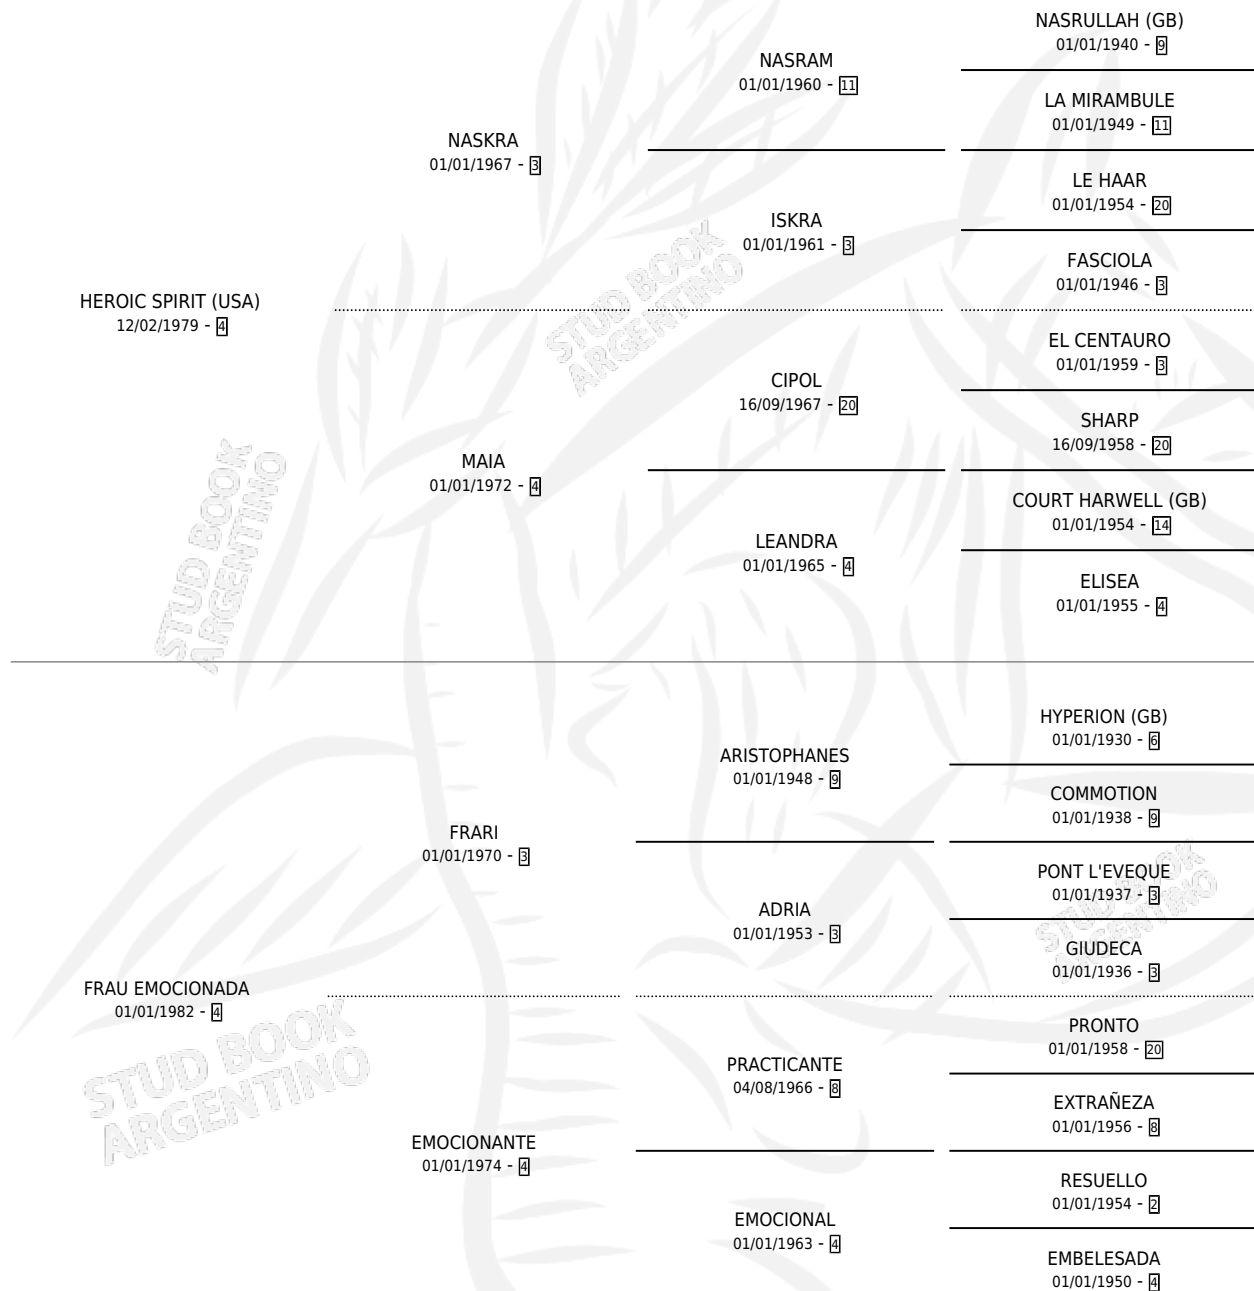 NASRULLAH (GB)
01/01/1940 - 9
NASRAM
01/01/1960 - 11
LA MIRAMBULE
01/01/1949 - 11
NASKRA
01/01/1967 - 3
LE HAAR
01/01/1954 - 20
ISKRA
01/01/1961 - 3
FASCIOLA
01/01/1946 - 3
HEROIC SPIRIT (USA)
12/02/1979 - 4
EL CENTAURO
01/01/1959 - 3
CIPOL
16/09/1967 - 20
SHARP
16/09/1958 - 20
MAIA
01/01/1972 - 4
COURT HARWELL (GB)
01/01/1954 - 14
LEANDRA
01/01/1965 - 4
ELISEA
01/01/1955 - 4
HYPERION (GB)
01/01/1930 - 6
ARISTOPHANES
01/01/1948 - 9
COMMOTION
01/01/1938 - 9
FRARI
01/01/1970 - 3
PONT L'EVEQUE
01/01/1937 - 3
ADRIA
01/01/1953 - 3
GIUDECA
01/01/1936 - 3
FRAU EMOCIONADA
01/01/1982 - 4
PRONTO
01/01/1958 - 20
PRACTICANTE
04/08/1966 - 8
EXTRAÑEZA
01/01/1956 - 8
EMOCIONANTE
01/01/1974 - 4
RESUELLO
01/01/1954 - 2
EMOCIONAL
01/01/1963 - 4
EMBELESADA
01/01/1950 - 4
STUD BOOK
ARGENTINO
STUD BOOK
ARGENTINO
STUD BOOK
ARGENTINO
STUD BOOK
ARGENTINO